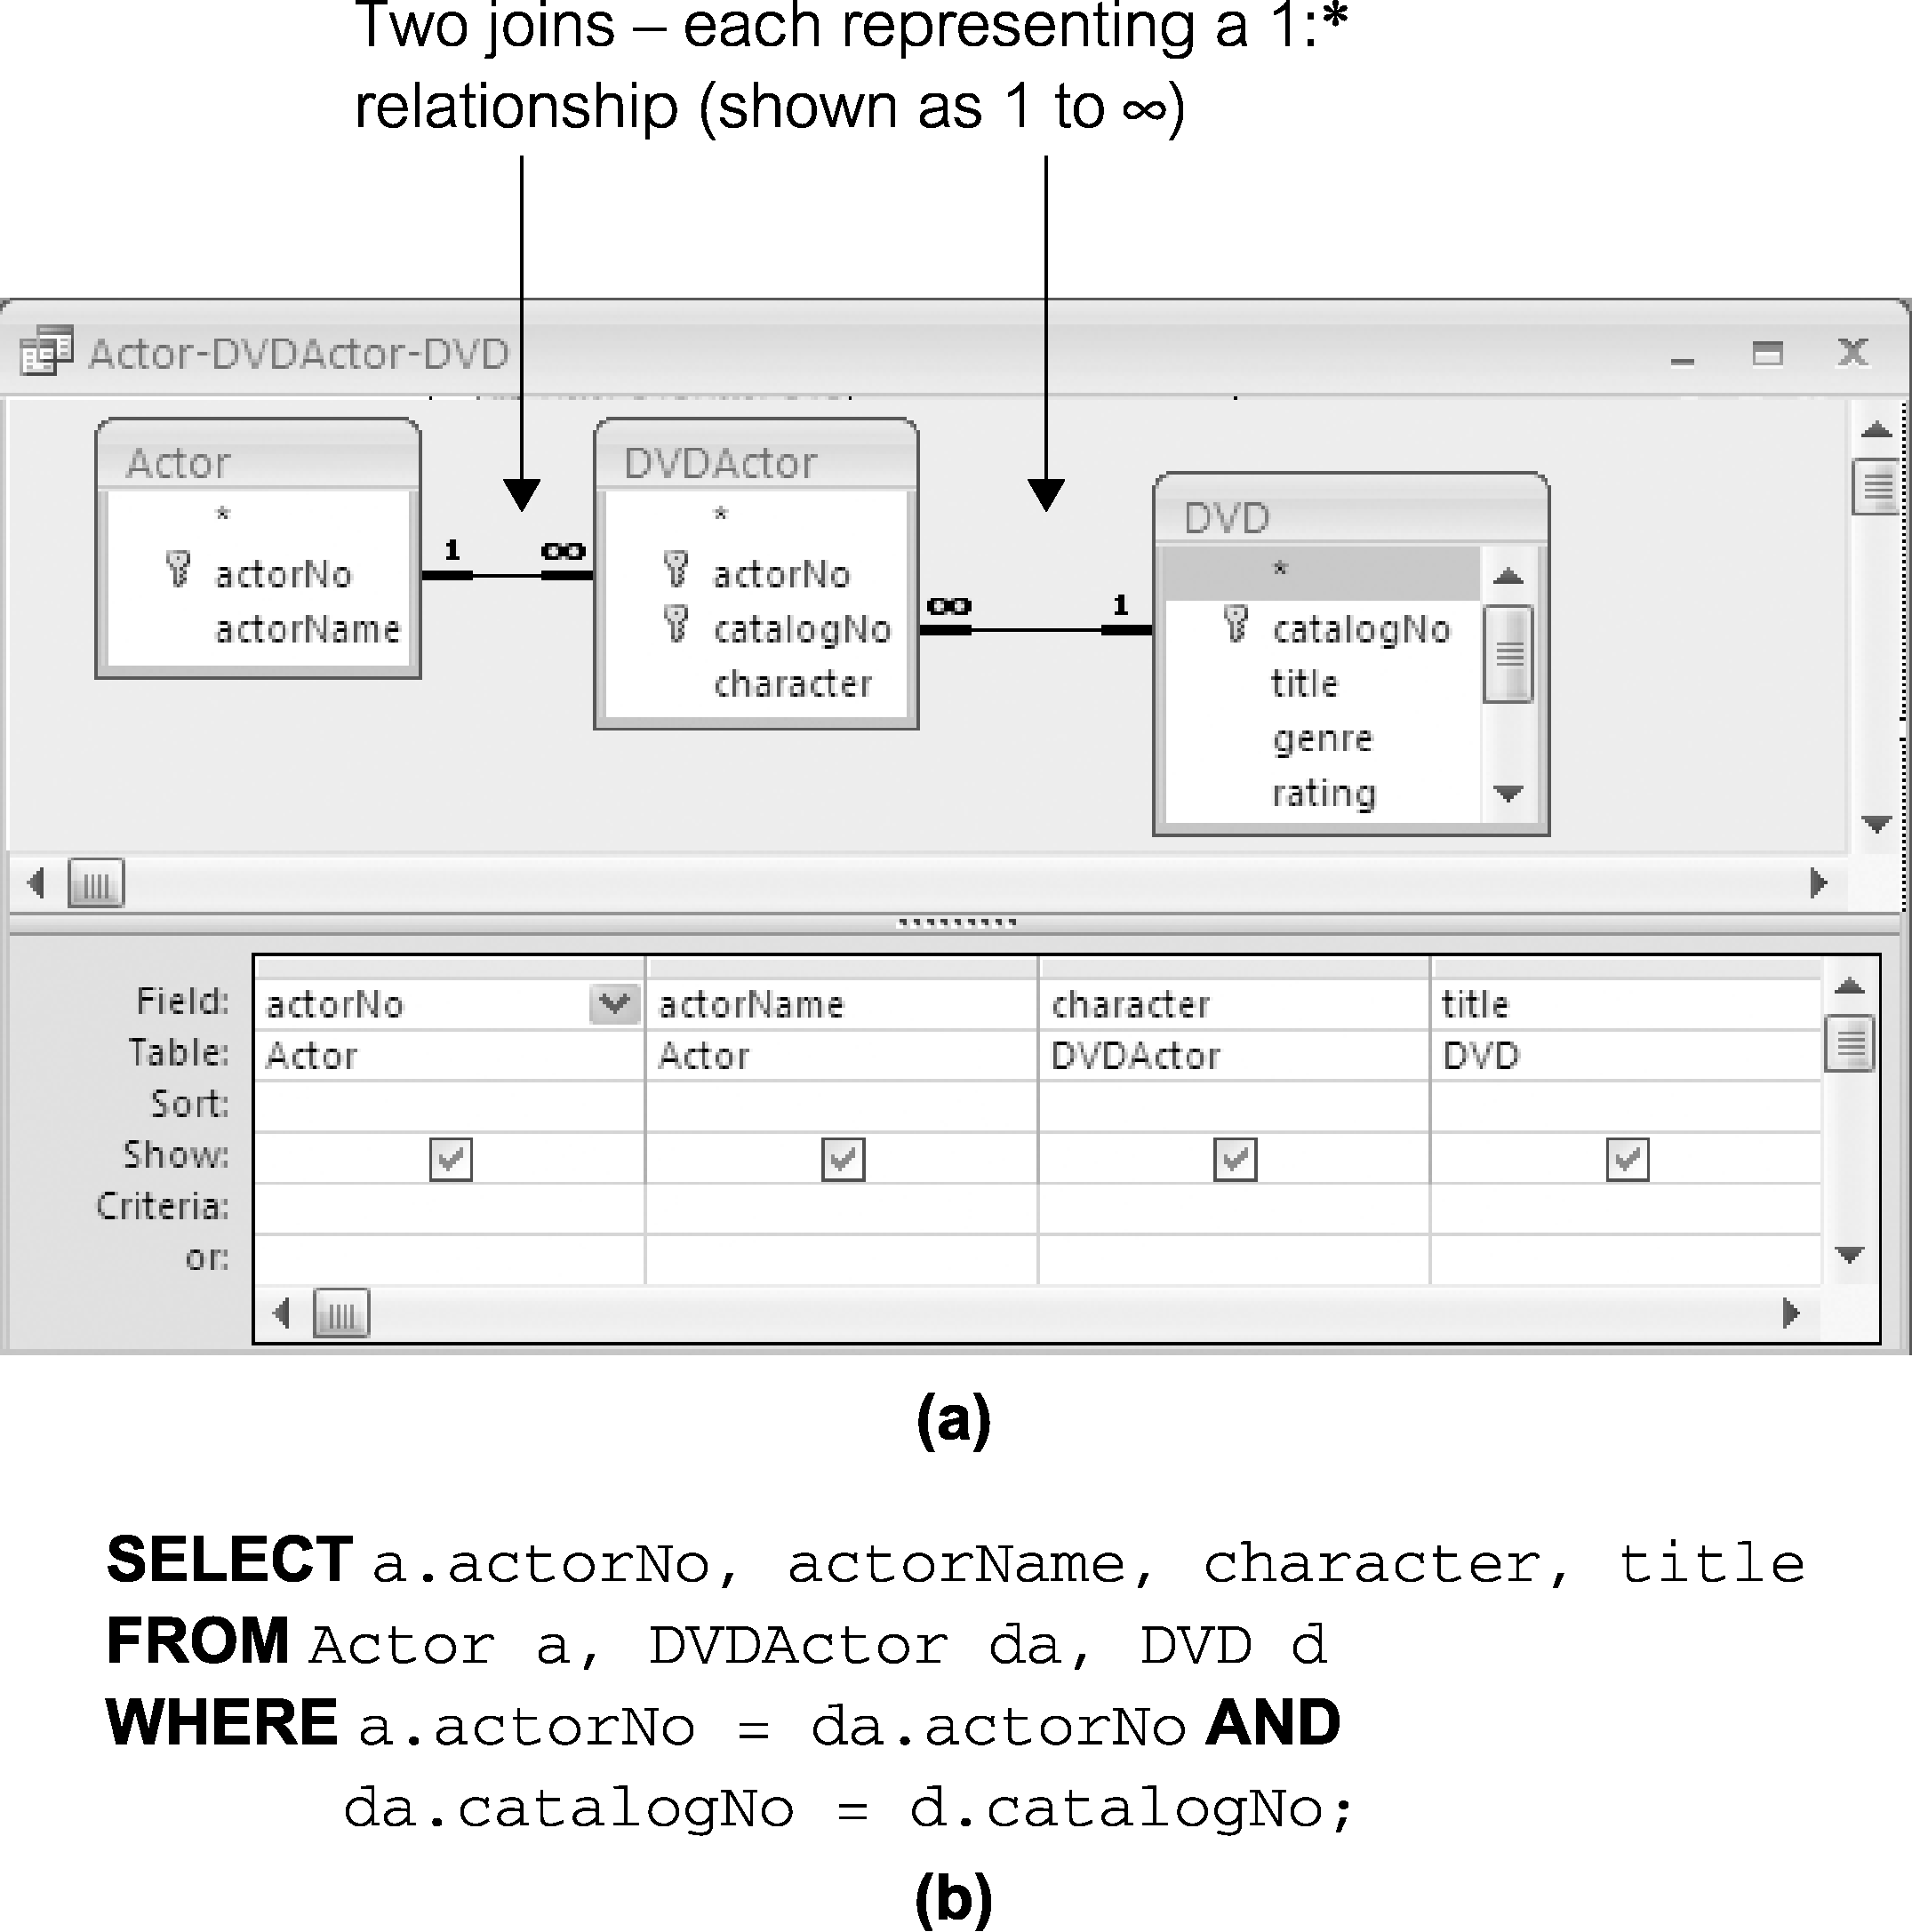 Two joins – each representing a 1:*
relationship (shown as 1 to ∞)
Actor-DVDActor-DVD
Actor
*
actorNo
actorName
1 ∞
DVDActor
*
actorNo
catalogNo
character
∞ 1
DVD
*
catalogNo
title
genre
rating
Field: actorNo actorName character title
Table: Actor Actor DVDActor DVD
Sort:
Show:
Criteria:
or:
(a)
SELECT a.actorNo, actorName, character, title
FROM Actor a, DVDActor da, DVD d
WHERE a.actorNo = da.actorNo AND
da.catalogNo = d.catalogNo;
(b)